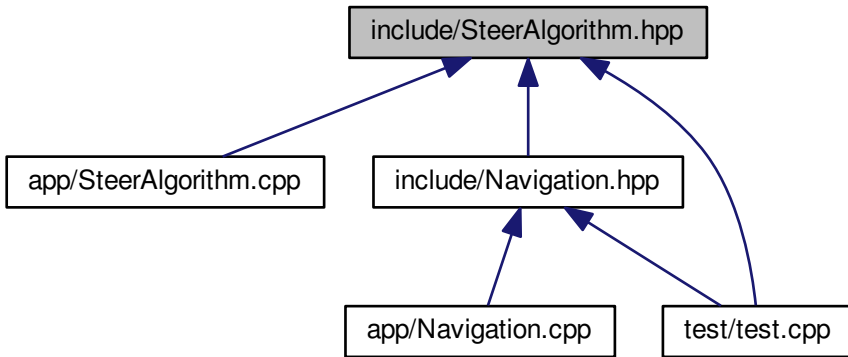 include/SteerAlgorithm.hpp
app/SteerAlgorithm.cpp
include/Navigation.hpp
app/Navigation.cpp
test/test.cpp